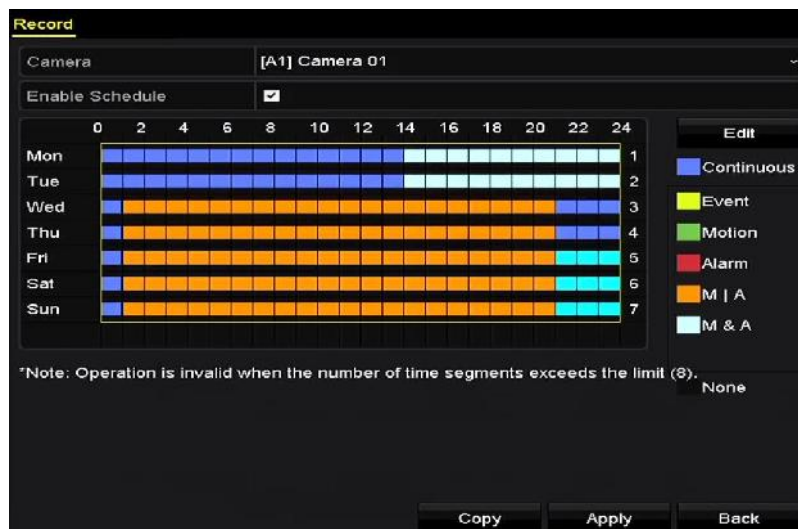 Record
Camera [A1] Camera 01
Enable Schedule
0 2 4 6 8 10 12 14 16 18 20 22 24
Edit
Mon 1
Continuous
Tue 2
Wed 3
Event
Thu 4
Motion
Fri 5
Alarm
Sat 6
M | A
Sun 7
M & A
*Note: Operation is invalid when the number of time segments exceeds the limit (8).
None
Copy Apply Back